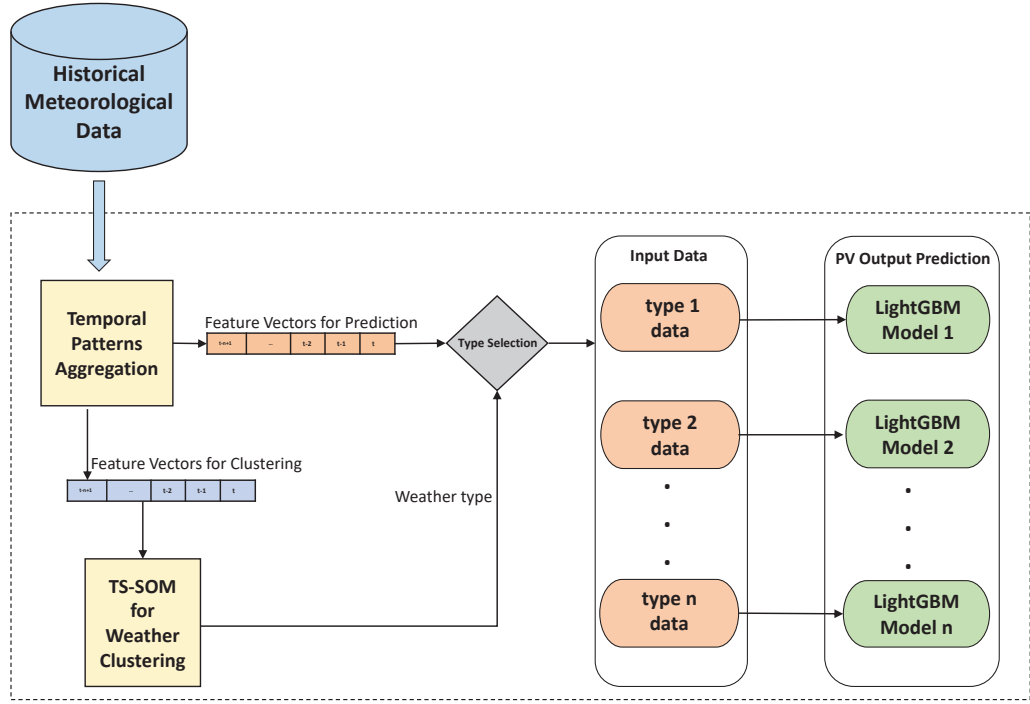 Historical
Meteorological
Data
Temporal
Patterns
Aggregation
Feature Vectors for Prediction
t-n+1 ... t-2 t-1 t
Type Selection
Feature Vectors for Clustering
t-n+1 ... t-2 t-1 t
TS-SOM
for
Weather
Clustering
Weather type
Input Data
type 1
data
type 2
data
.
.
.
type n
data
PV Output Prediction
LightGBM
Model 1
LightGBM
Model 2
.
.
.
LightGBM
Model n